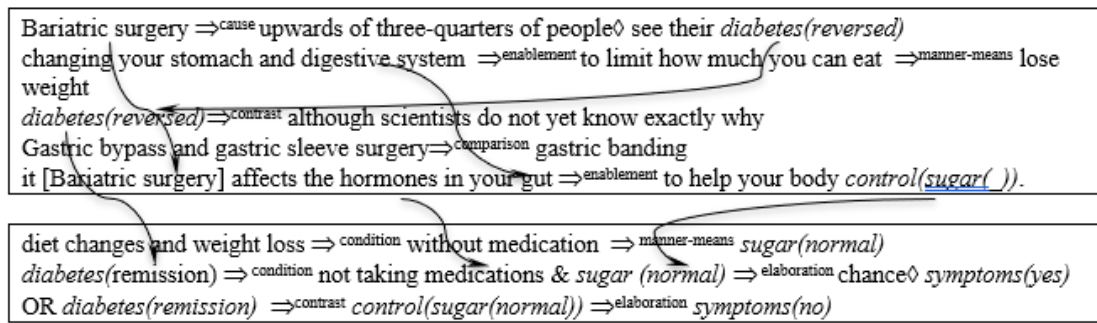 Bariatric surgery ⇒cause upwards of three-quarters of people◊ see their diabetes(reversed)
changing your stomach and digestive system ⇒enablement to limit how much you can eat ⇒manner-means lose
weight
diabetes(reversed)⇒contrast although scientists do not yet know exactly why
Gastric bypass and gastric sleeve surgery⇒comparison gastric banding
it [Bariatric surgery] affects the hormones in your gut ⇒enablement to help your body control(sugar(_)).
diet changes and weight loss ⇒ condition without medication ⇒ manner-means sugar(normal)
diabetes(remission) ⇒ condition not taking medications & sugar (normal) ⇒ elaboration chance◊ symptoms(yes)
OR diabetes(remission) ⇒contrast control(sugar(normal)) ⇒elaboration symptoms(no)